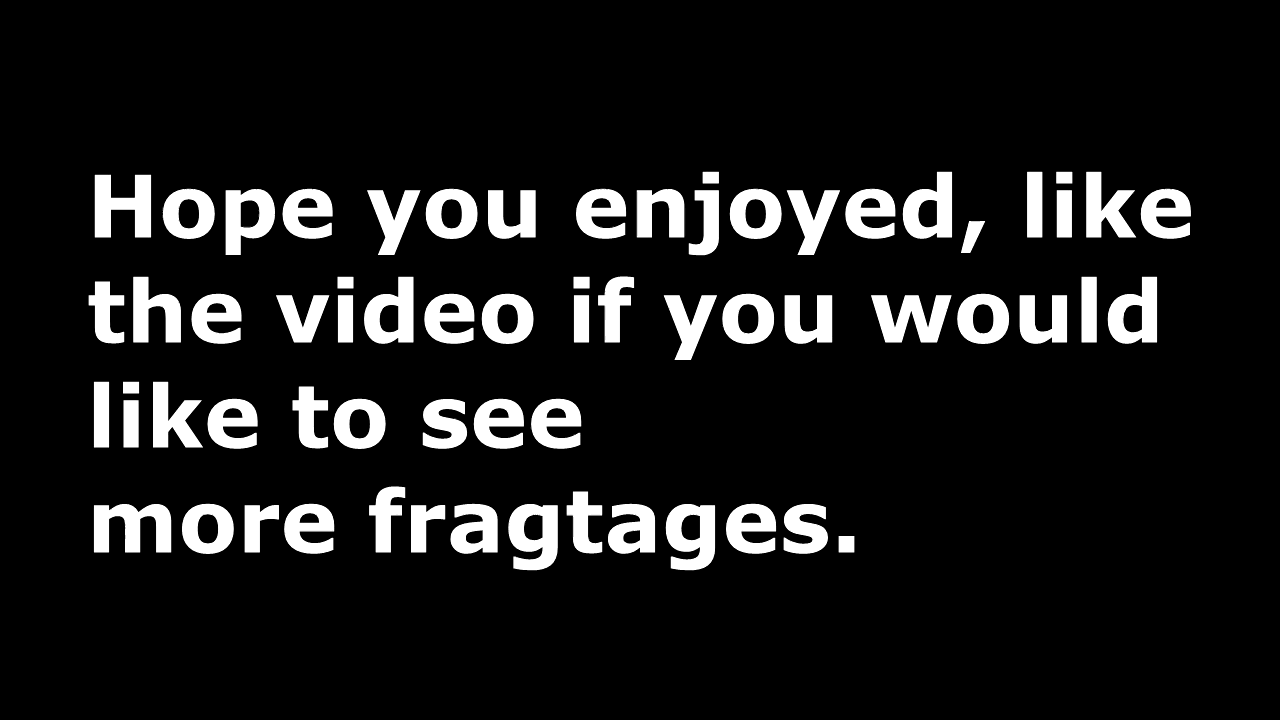 Hope you enjoyed, like
the video if you would
like to see
more fragtages.